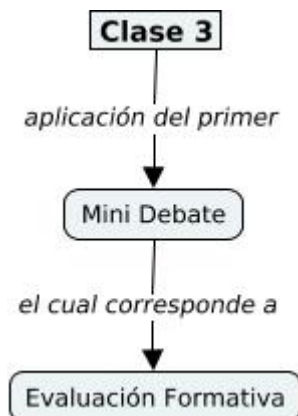 Clase 3
aplicación del primer
Mini Debate
el cual corresponde a
Evaluación Formativa